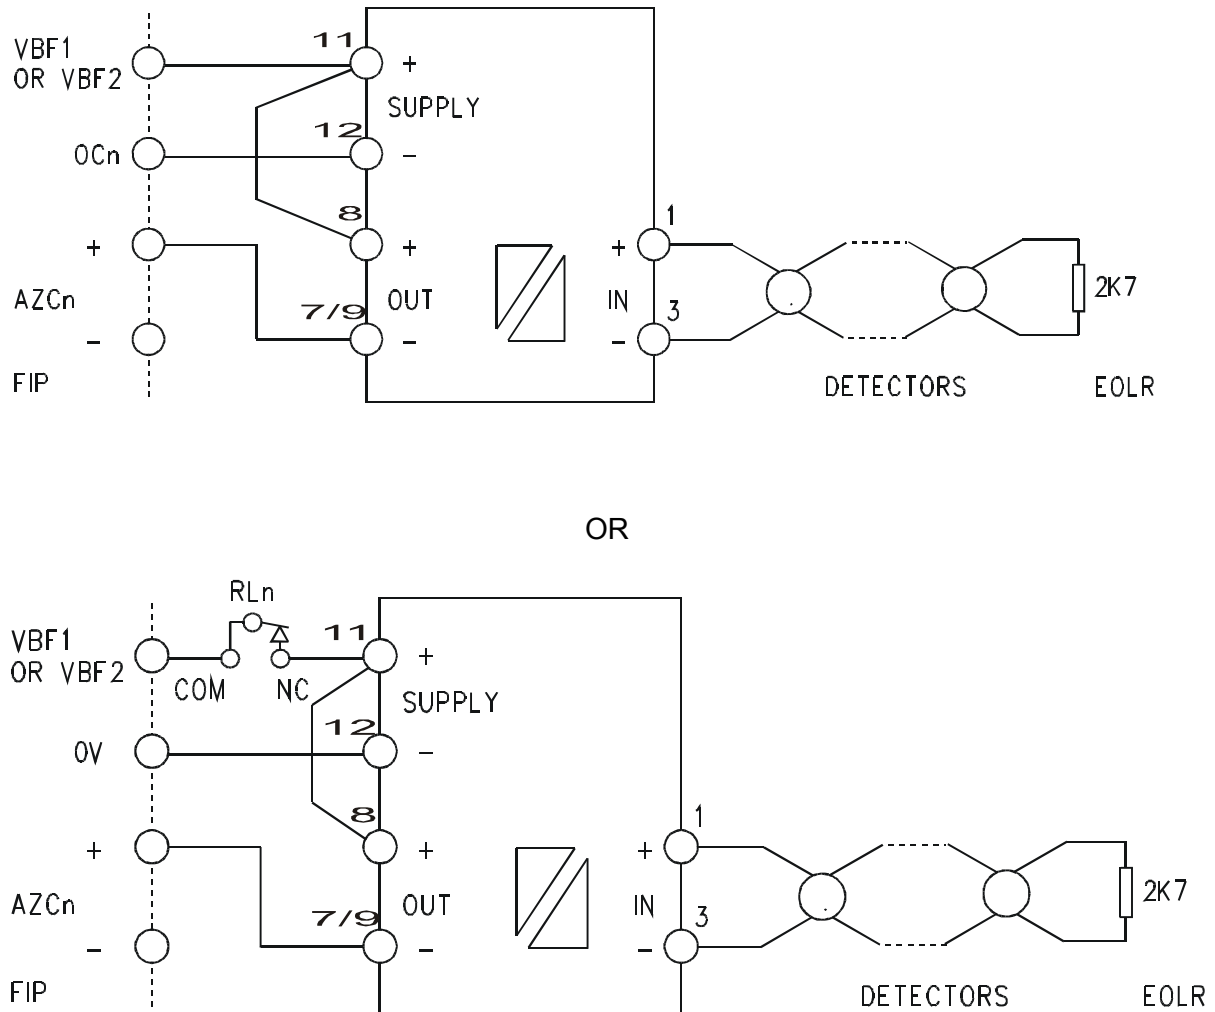 VBF1
OR VBF2
11
+
SUPPLY
12
OCn
-
8
1
+
+
+
AZCn
7/9
OUT
IN
3
2K7
-
-
-
FIP
DETECTORS
EOLR
OR
RLn
VBF1
OR VBF2
11
+
COM
NC
SUPPLY
12
0V
-
8
1
+
+
+
AZCn
7/9
OUT
IN
3
2K7
-
-
-
FIP
DETECTORS
EOLR